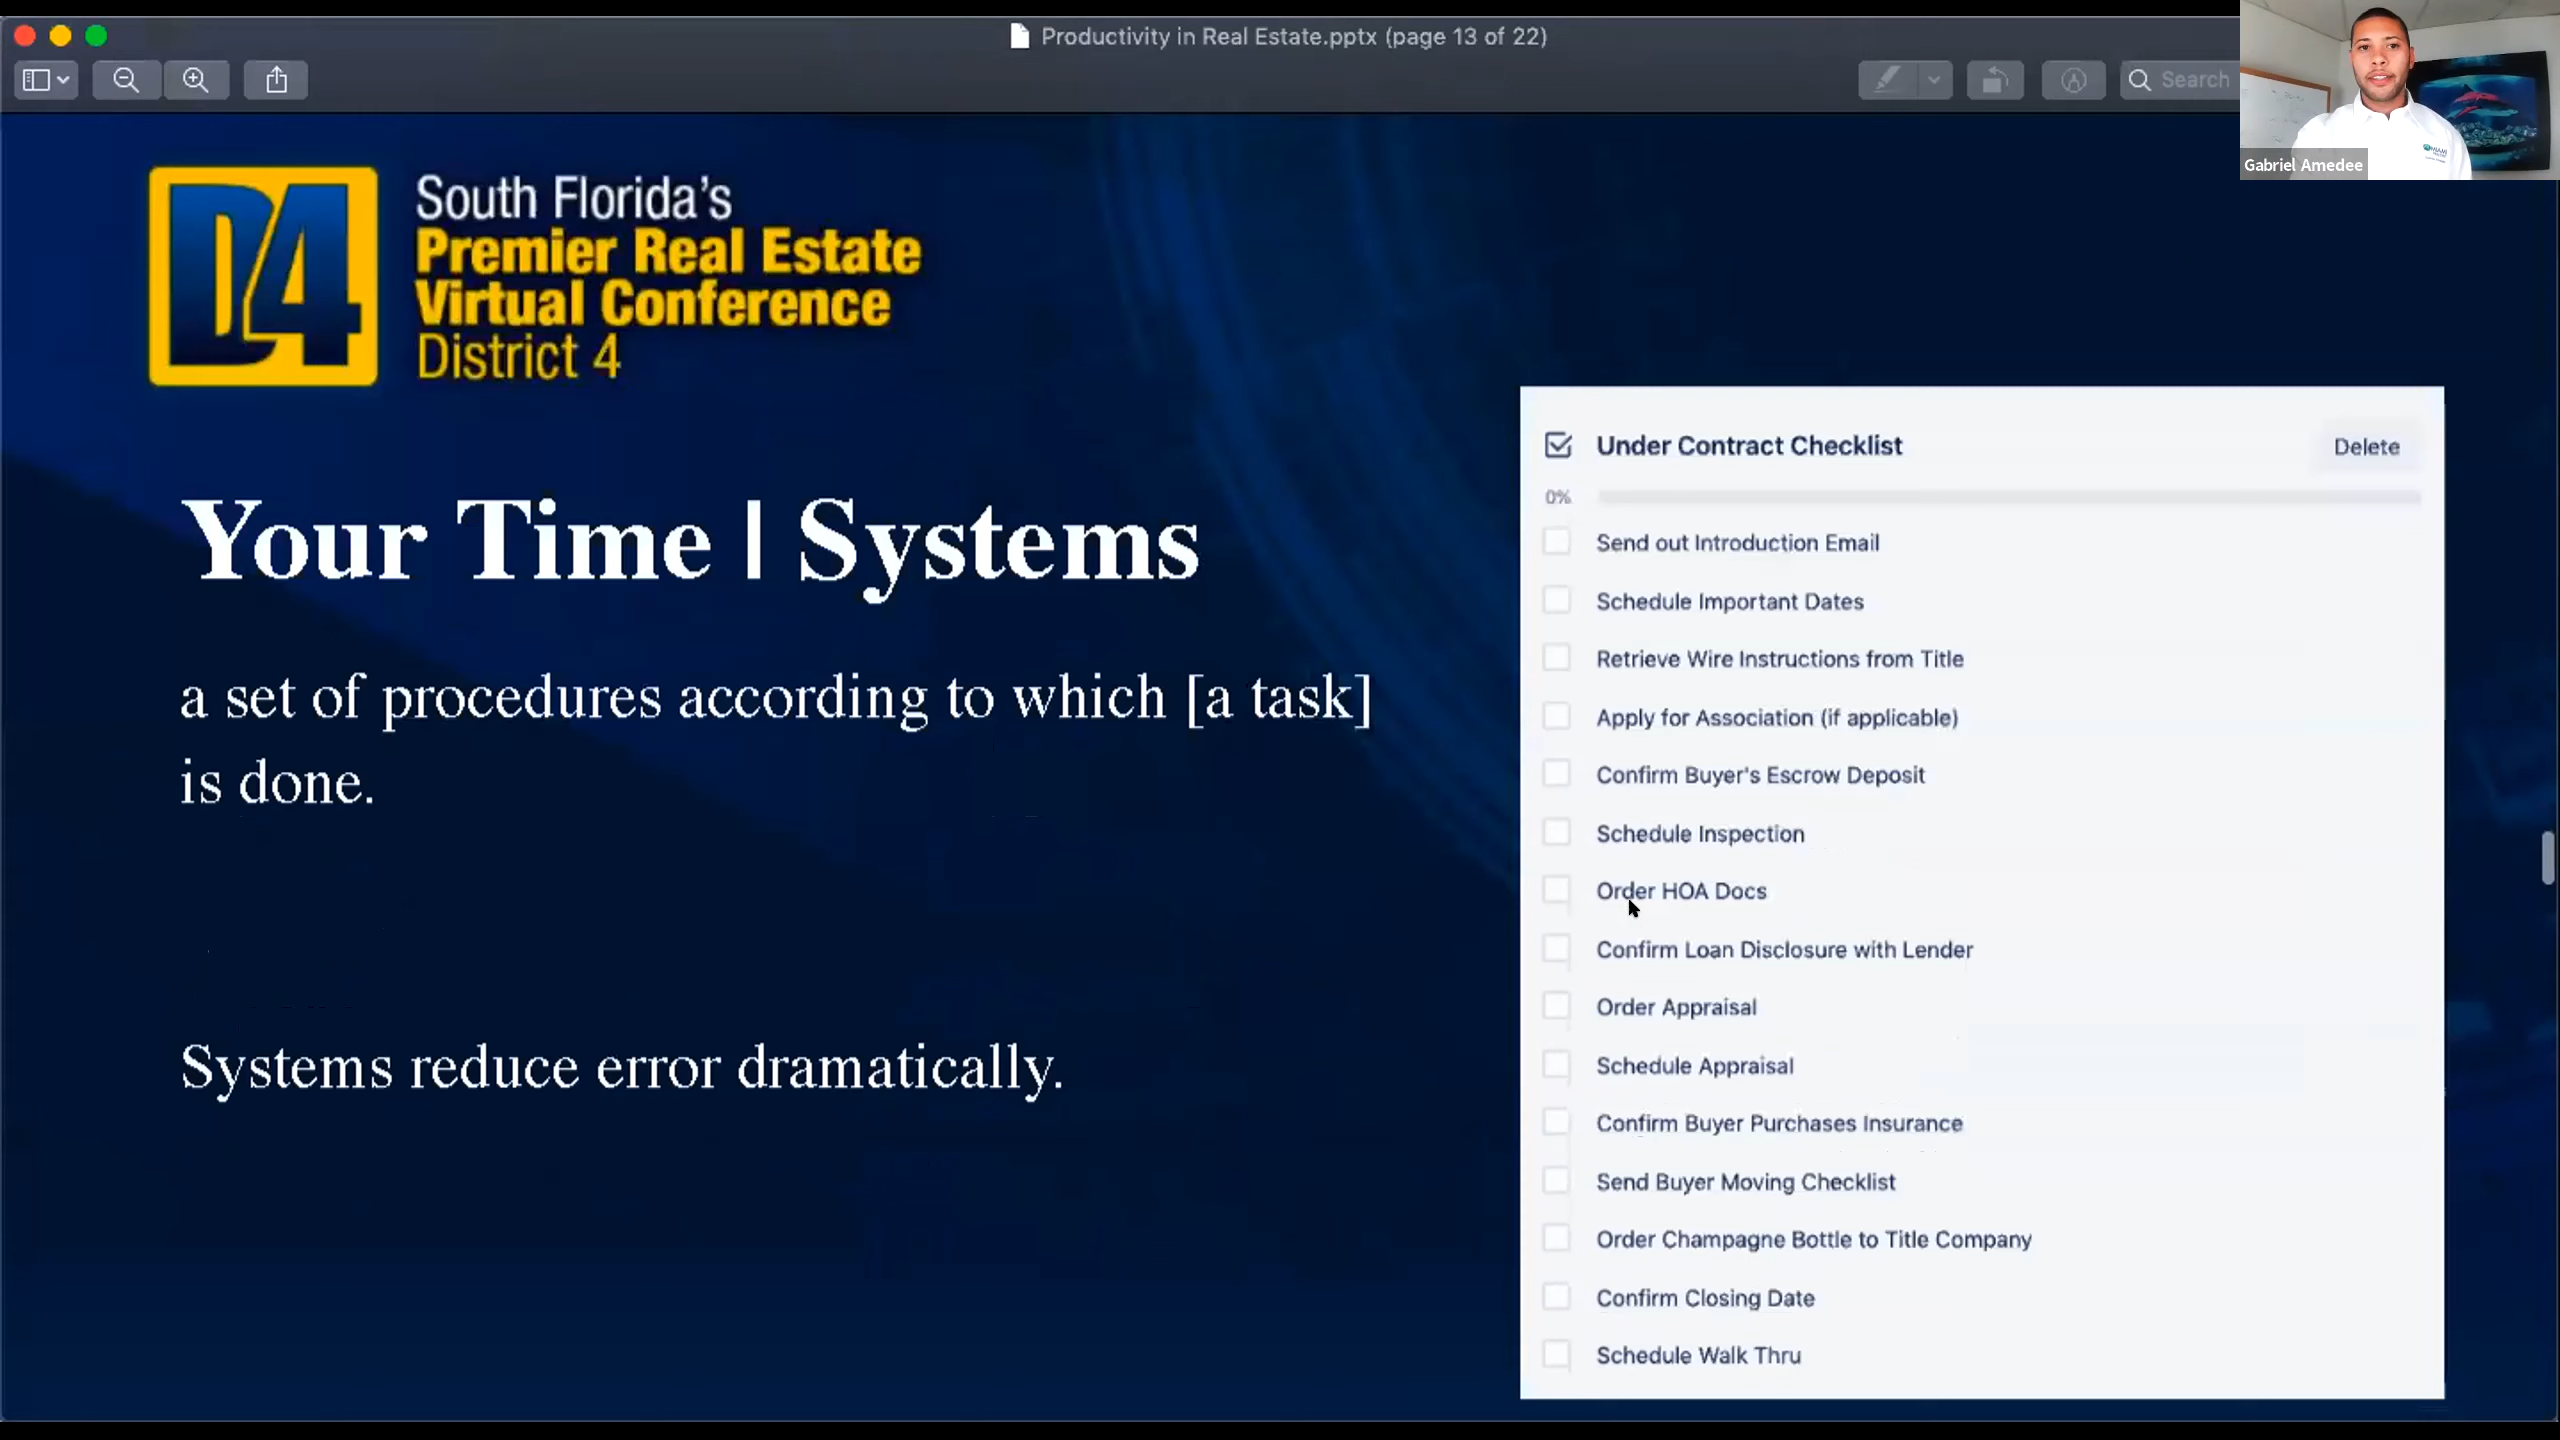 Productivity in Real Estate.pptx (page 13 of 22)
Search
Gabriel Amedee
D4
South Florida's
Premier Real Estate
Virtual Conference
District 4
Your Time | Systems
a set of procedures according to which [a task]
is done.
Systems reduce error dramatically.
Under Contract Checklist
Delete
0%
Send out Introduction Email
Schedule Important Dates
Retrieve Wire Instructions from Title
Apply for Association (if applicable)
Confirm Buyer's Escrow Deposit
Schedule Inspection
Order HOA Docs
Confirm Loan Disclosure with Lender
Order Appraisal
Schedule Appraisal
Confirm Buyer Purchases Insurance
Send Buyer Moving Checklist
Order Champagne Bottle to Title Company
Confirm Closing Date
Schedule Walk Thru